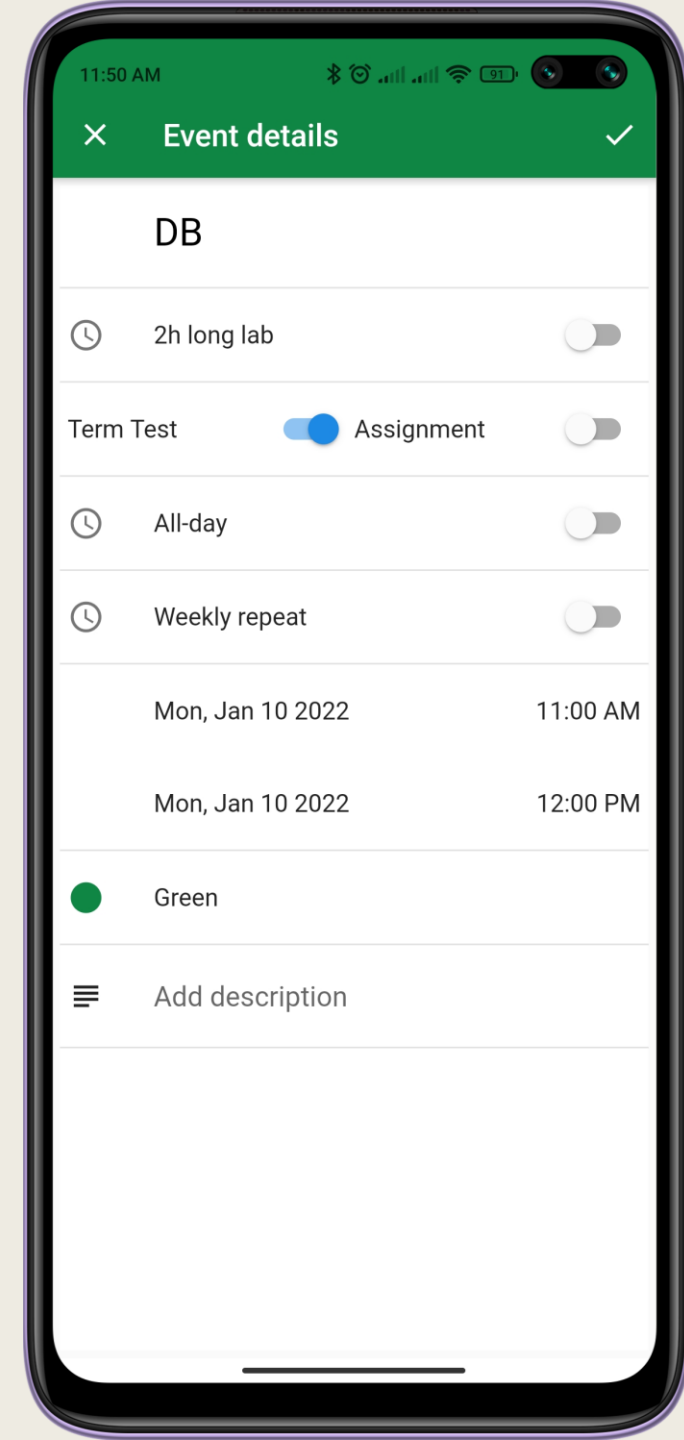 11:50 AM 91
Event details
DB
2h long lab
Term Test Assignment
All-day
Weekly repeat
Mon, Jan 10 2022 11:00 AM
Mon, Jan 10 2022 12:00 PM
Green
Add description